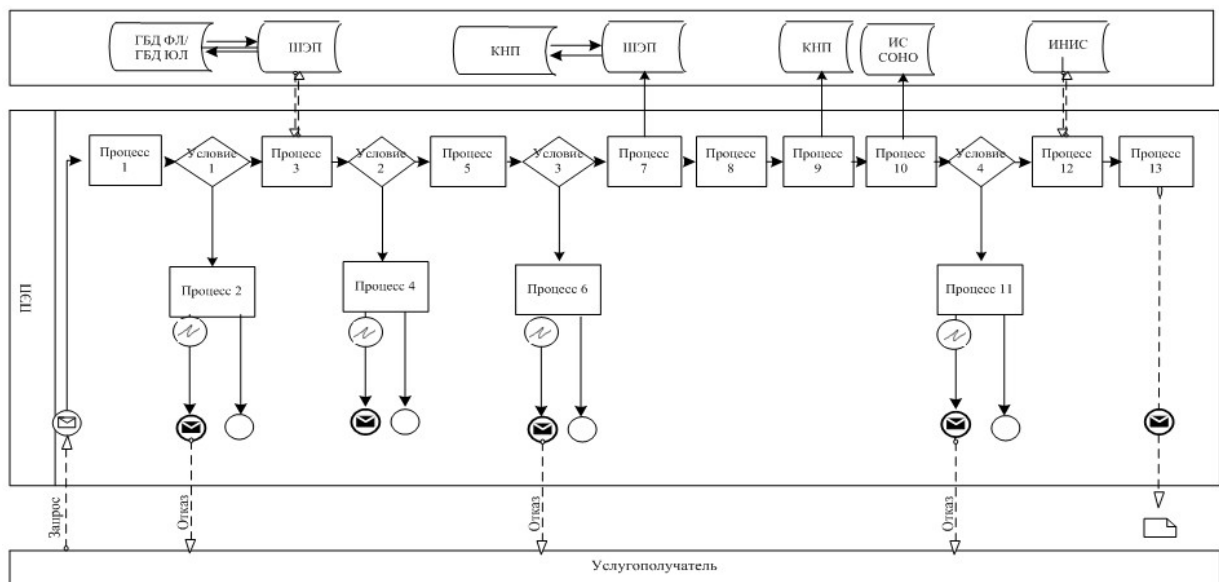 ГБД ФЛ/
ГБД ЮЛ
ШЭП
КНП
ШЭП
КНП
ИС
СОНО
ИНИС
ПЭП
Процесс
1
Условие
1
Процесс
3
Условие
2
Процесс
5
Условие
3
Процесс
7
Процесс
8
Процесс
9
Процесс
10
Условие
4
Процесс
12
Процесс
13
Процесс 2
Процесс 4
Процесс 6
Процесс 11
Запрос
Отказ
Отказ
Отказ
Услугополучатель